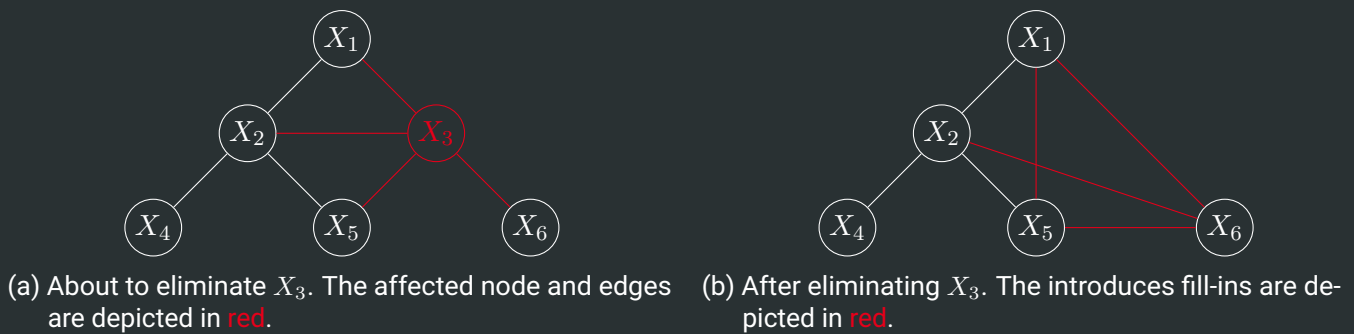 X₁
X₂ X₃
X₄ X₅ X₆
(a) About to eliminate X₃. The affected node and edges
are depicted in red.
X₁
X₂
X₄ X₅ X₆
(b) After eliminating X₃. The introduces fill-ins are de-
picted in red.